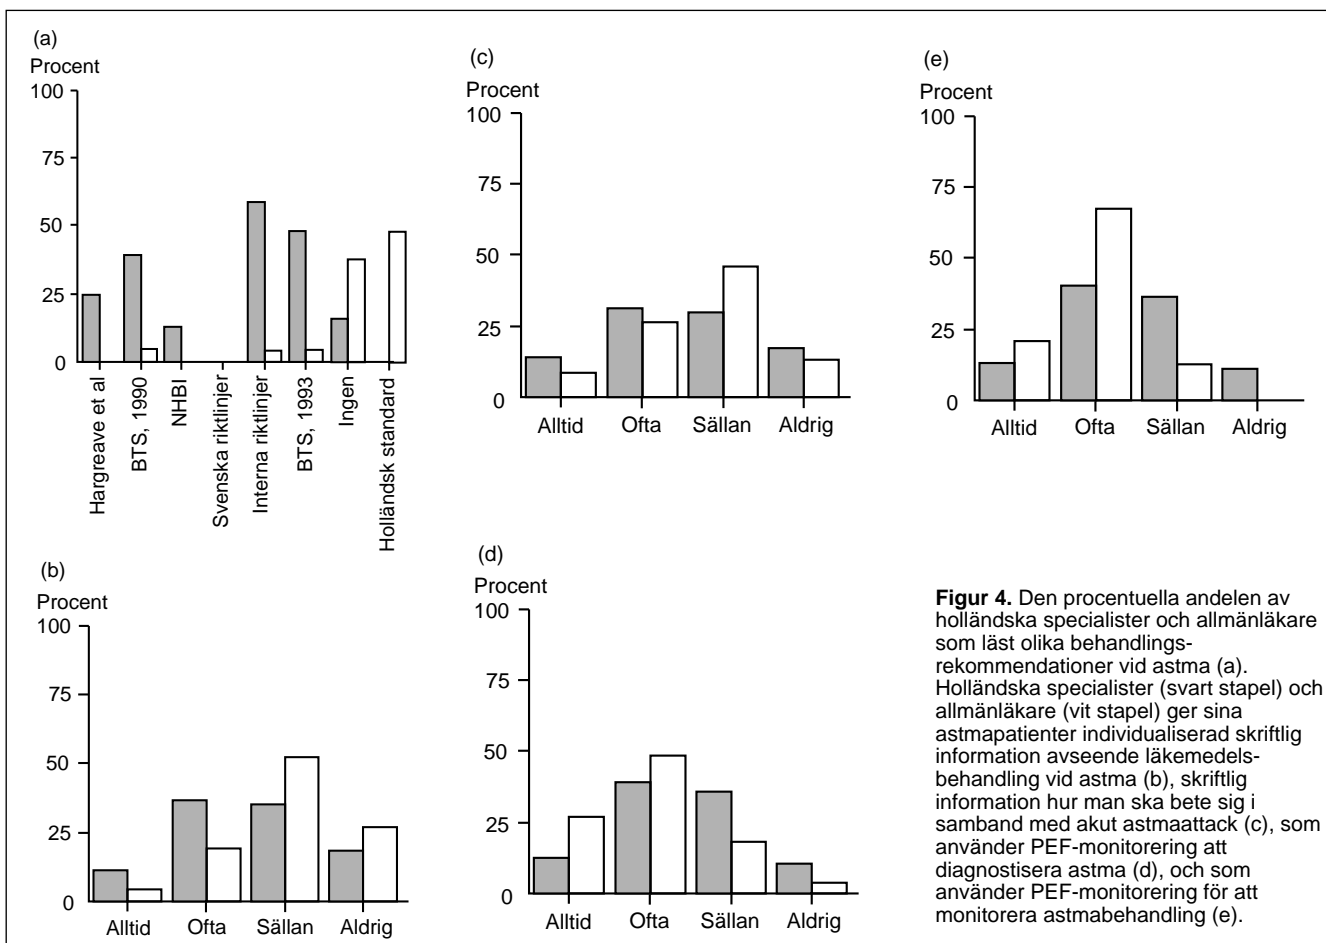 (a)
Procent
100
75
50
25
0
Hargreave et al
BTS, 1990
NHBI
Svenska riktlinjer
Interna riktlinjer
BTS, 1993
Ingen
Holländsk standard
(c)
Procent
100
75
50
25
0
Alltid Ofta Sällan Aldrig
(e)
Procent
100
75
50
25
0
Alltid Ofta Sällan Aldrig
(b)
Procent
100
75
50
25
0
Alltid Ofta Sällan Aldrig
(d)
Procent
100
75
50
25
0
Alltid Ofta Sällan Aldrig
Figur 4. Den procentuella andelen av
holländska specialister och allmänläkare
som läst olika behandlings-
rekommendationer vid astma (a).
Holländska specialister (svart stapel) och
allmänläkare (vit stapel) ger sina
astmapatienter individualiserad skriftlig
information avseende läkemedels-
behandling vid astma (b), skriftlig
information hur man ska bete sig i
samband med akut astmaattack (c), som
använder PEF-monitorering att
diagnostisera astma (d), och som
använder PEF-monitorering för att
monitorera astmabehandling (e).